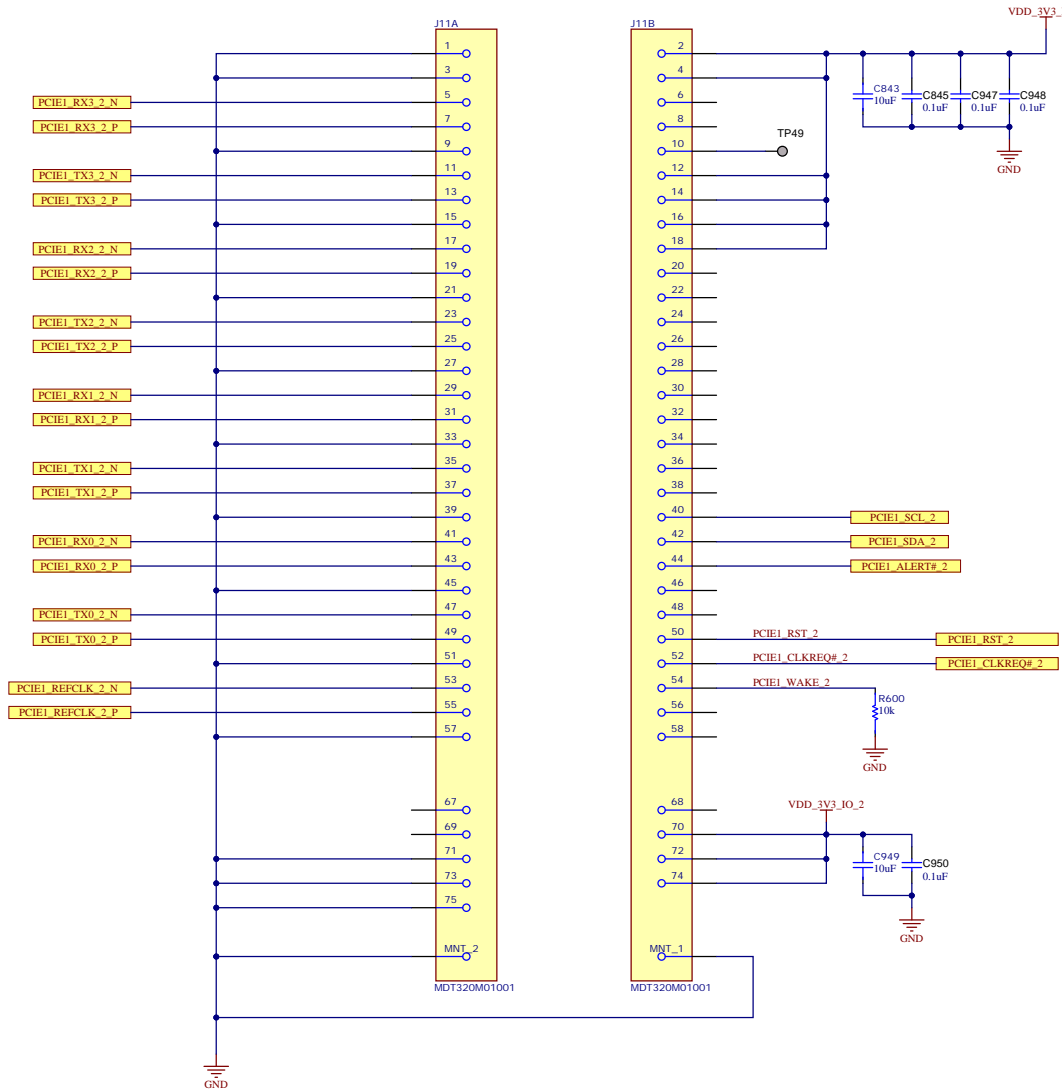 VDD_3V3_
J11A
J11B
1
2
3
4
C843
10uF
C845
0.1uF
C947
0.1uF
C948
0.1uF
PCIE1_RX3_2_N
5
6
PCIE1_RX3_2_P
7
8
TP49
9
10
GND
PCIE1_TX3_2_N
11
12
PCIE1_TX3_2_P
13
14
15
16
PCIE1_RX2_2_N
17
18
PCIE1_RX2_2_P
19
20
21
22
PCIE1_TX2_2_N
23
24
PCIE1_TX2_2_P
25
26
27
28
PCIE1_RX1_2_N
29
30
PCIE1_RX1_2_P
31
32
33
34
PCIE1_TX1_2_N
35
36
PCIE1_TX1_2_P
37
38
39
40
PCIE1_SCL_2
PCIE1_RX0_2_N
41
42
PCIE1_SDA_2
PCIE1_RX0_2_P
43
44
PCIE1_ALERT#_2
45
46
PCIE1_TX0_2_N
47
48
PCIE1_TX0_2_P
49
50
PCIE1_RST_2
PCIE1_RST_2
51
52
PCIE1_CLKREQ#_2
PCIE1_CLKREQ#_2
PCIE1_REFCLK_2_N
53
54
PCIE1_WAKE_2
R600
10k
PCIE1_REFCLK_2_P
55
56
57
58
GND
67
68
VDD_3V3_IO_2
69
70
71
72
C949
10uF
C950
0.1uF
73
74
75
GND
MNT_2
MNT_1
MDT320M01001
MDT320M01001
GND